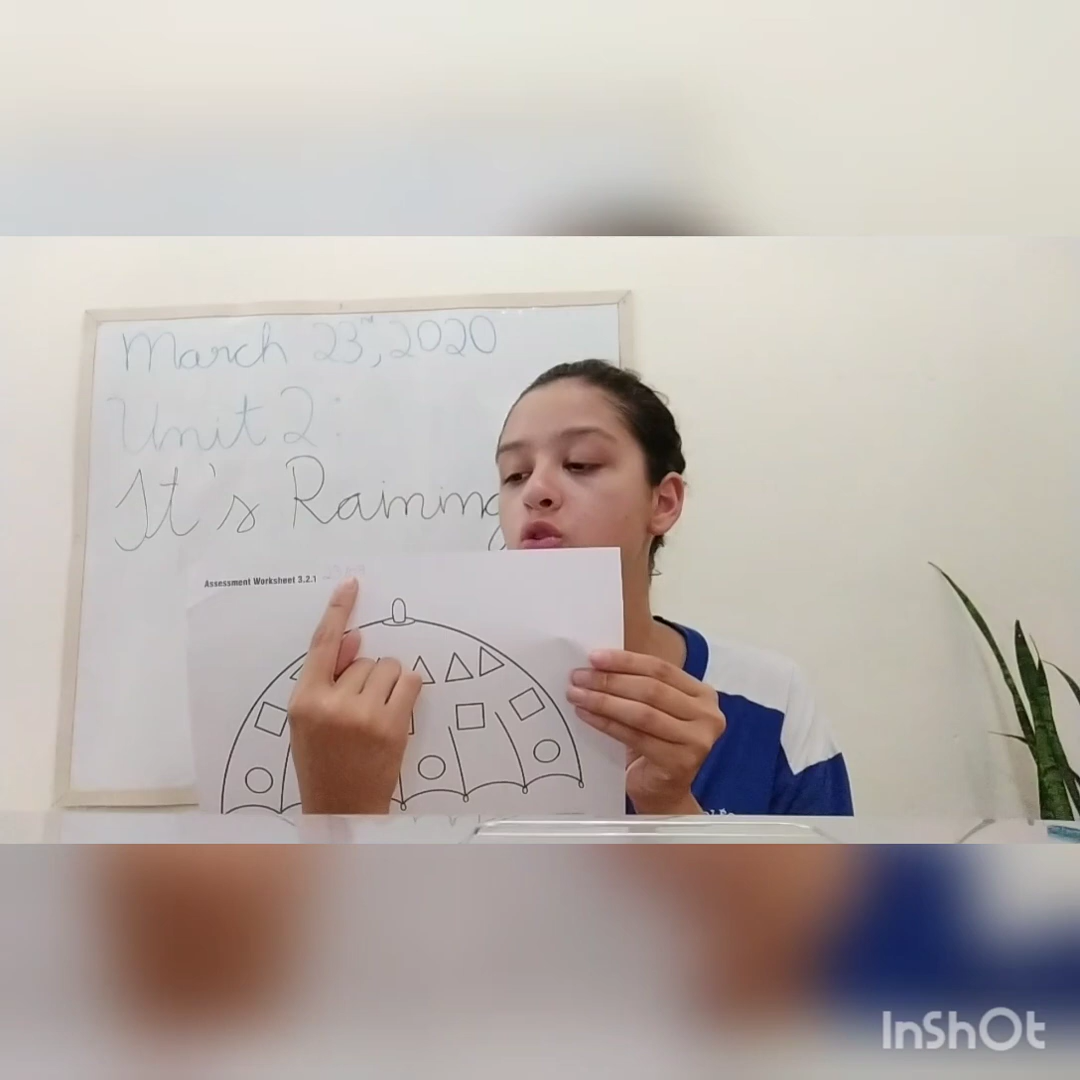 March 23rd, 2020
Unit 2:
It's Raining
Assessment Worksheet 3.2.1
InShOt